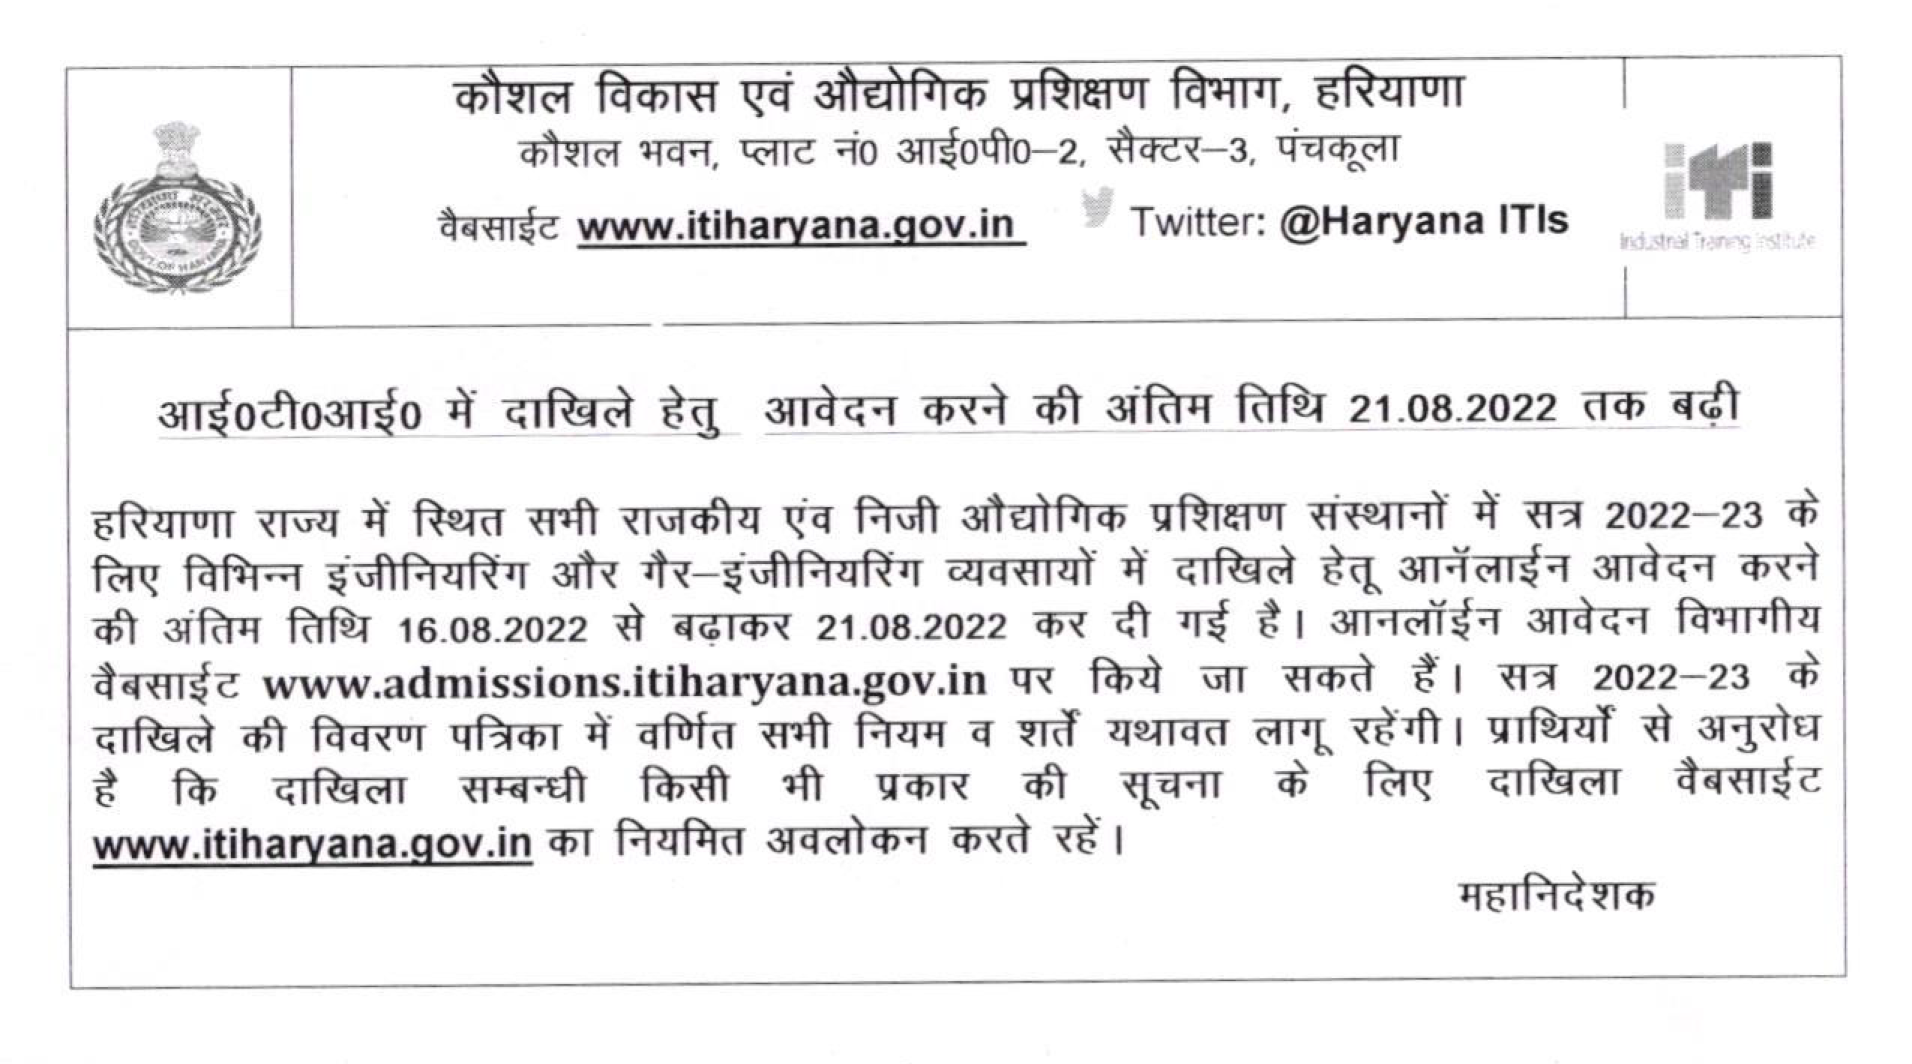 कौशल विकास एवं औद्योगिक प्रशिक्षण विभाग, हरियाणा
कौशल भवन, प्लाट नं0 आई0पी0–2, सैक्टर–3, पंचकूला
वैबसाईट www.itiharyana.gov.in Twitter: @Haryana ITIs
GOVT. OF HARYANA
iTi
Industrial Training Institute
आई0टी0आई0 में दाखिले हेतु आवेदन करने की अंतिम तिथि 21.08.2022 तक बढ़ी
हरियाणा राज्य में स्थित सभी राजकीय एंव निजी औद्योगिक प्रशिक्षण संस्थानों में सत्र 2022–23 के
लिए विभिन्न इंजीनियरिंग और गैर–इंजीनियरिंग व्यवसायों में दाखिले हेतू आनॅलाईन आवेदन करने
की अंतिम तिथि 16.08.2022 से बढ़ाकर 21.08.2022 कर दी गई है। आनलॉईन आवेदन विभागीय
वैबसाईट www.admissions.itiharyana.gov.in पर किये जा सकते हैं। सत्र 2022–23 के
दाखिले की विवरण पत्रिका में वर्णित सभी नियम व शर्तें यथावत लागू रहेंगी। प्राथियों से अनुरोध
है कि दाखिला सम्बन्धी किसी भी प्रकार की सूचना के लिए दाखिला वैबसाईट
www.itiharyana.gov.in का नियमित अवलोकन करते रहें।
महानिदेशक